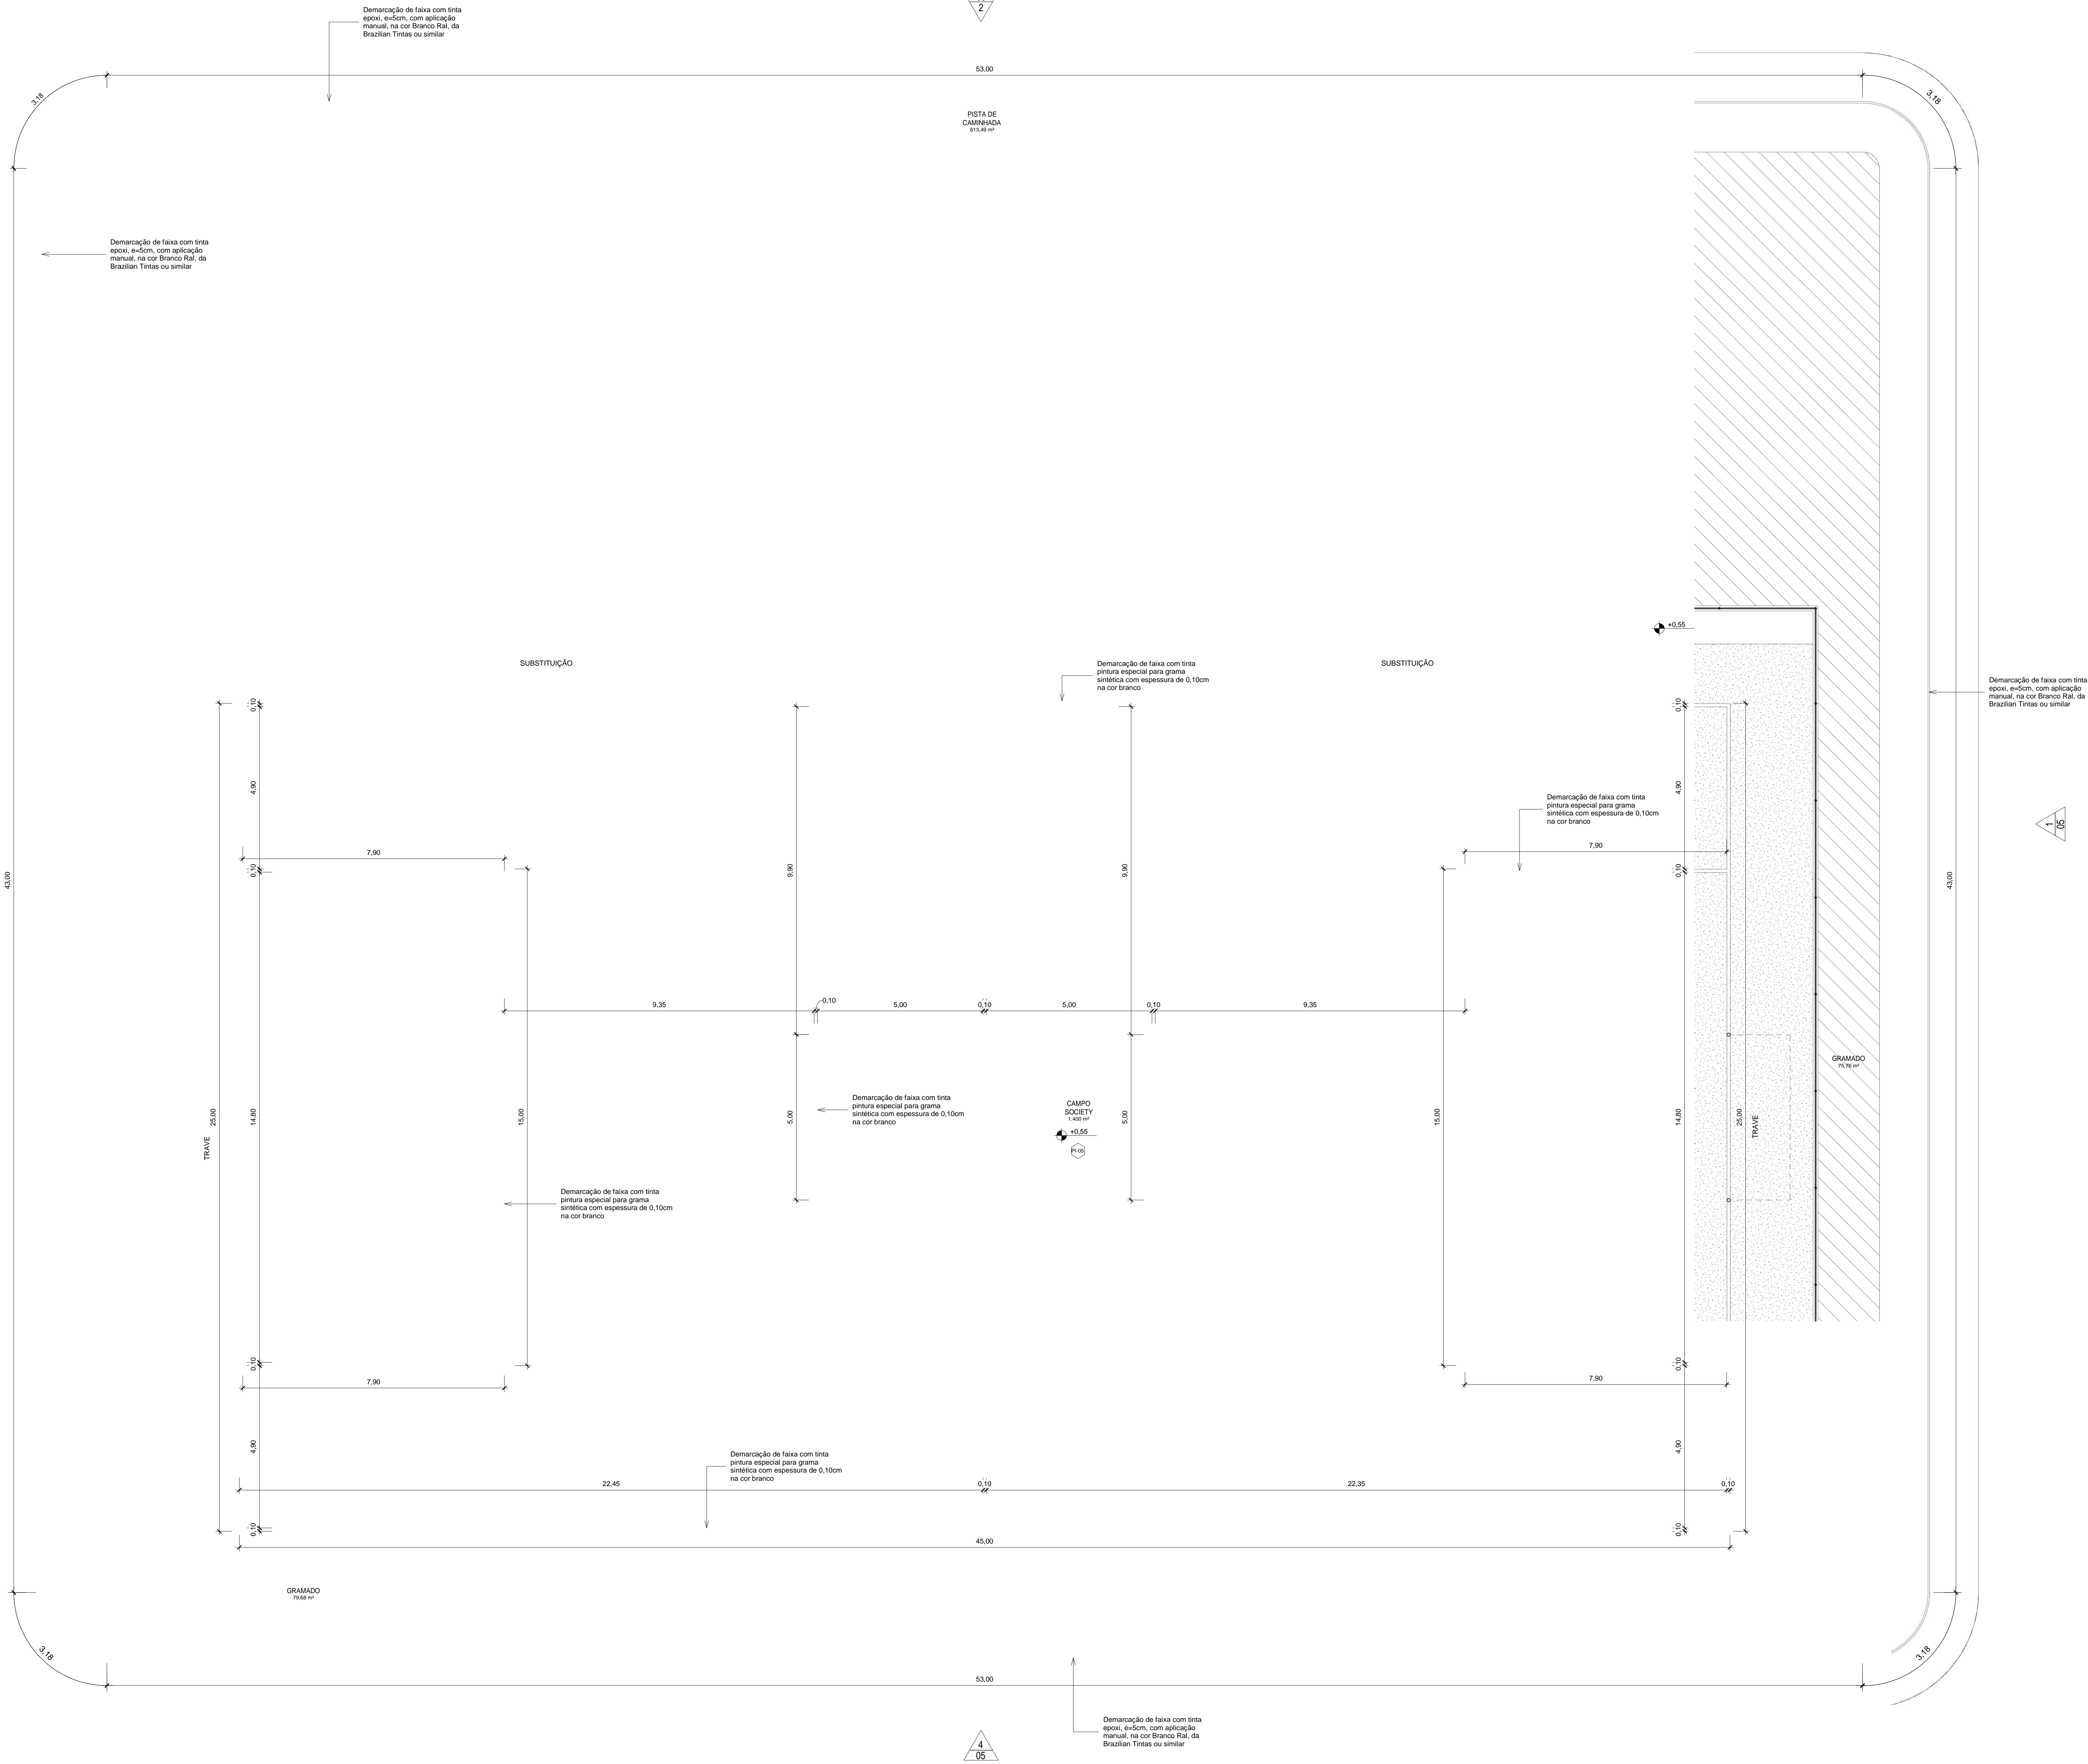 Demarcação de faixa com tinta
epoxi, e=5cm, com aplicação
manual, na cor Branco Ral, da
Brazilian Tintas ou similar
2
53,00
3,18
3,18
PISTA DE
CAMINHADA
613,49 m²
Demarcação de faixa com tinta
epoxi, e=5cm, com aplicação
manual, na cor Branco Ral, da
Brazilian Tintas ou similar
+0,55
SUBSTITUIÇÃO
SUBSTITUIÇÃO
Demarcação de faixa com tinta
pintura especial para grama
sintética com espessura de 0,10cm
na cor branco
Demarcação de faixa com tinta
epoxi, e=5cm, com aplicação
manual, na cor Branco Ral, da
Brazilian Tintas ou similar
0,10
0,10
4,90
4,90
Demarcação de faixa com tinta
pintura especial para grama
sintética com espessura de 0,10cm
na cor branco
1
05
7,90
7,90
0,10
9,90
9,90
0,10
43,00
43,00
9,35
0,10
5,00
0,10
5,00
0,10
9,35
GRAMADO
75,78 m²
Demarcação de faixa com tinta
pintura especial para grama
sintética com espessura de 0,10cm
na cor branco
CAMPO
SOCIETY
1.400 m²
+0,55
PI-05
TRAVE
25,00
14,80
15,00
5,00
5,00
15,00
14,80
25,00
TRAVE
Demarcação de faixa com tinta
pintura especial para grama
sintética com espessura de 0,10cm
na cor branco
0,10
0,10
7,90
7,90
4,90
4,90
Demarcação de faixa com tinta
pintura especial para grama
sintética com espessura de 0,10cm
na cor branco
22,45
0,10
22,35
0,10
0,10
0,10
45,00
GRAMADO
79,68 m²
3,18
3,18
53,00
Demarcação de faixa com tinta
epoxi, e=5cm, com aplicação
manual, na cor Branco Ral, da
Brazilian Tintas ou similar
4
05